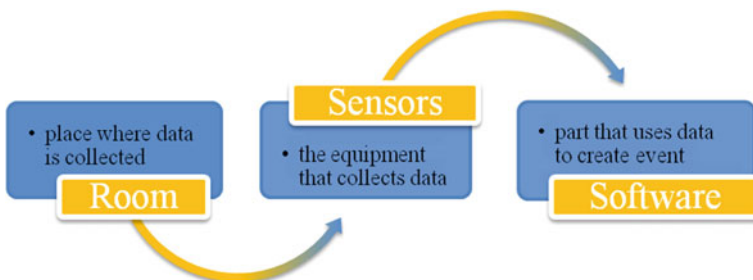 • place where data
is collected
Room
Sensors
• the equipment
that collects data
• part that uses data
to create event
Software